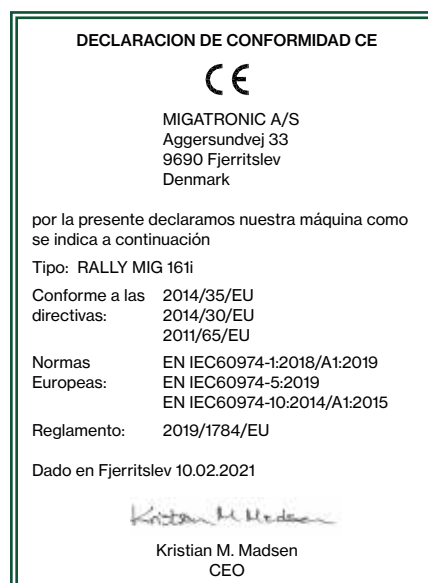 DECLARACION DE CONFORMIDAD CE
CE
MIGATRONIC A/S
Aggersundvej 33
9690 Fjerritslev
Denmark
por la presente declaramos nuestra máquina como
se indica a continuación
Tipo: RALLY MIG 161i
Conforme a las 2014/35/EU
directivas: 2014/30/EU
2011/65/EU
Normas EN IEC60974-1:2018/A1:2019
Europeas: EN IEC60974-5:2019
EN IEC60974-10:2014/A1:2015
Reglamento: 2019/1784/EU
Dado en Fjerritslev 10.02.2021
Kristian M Madsen
Kristian M. Madsen
CEO